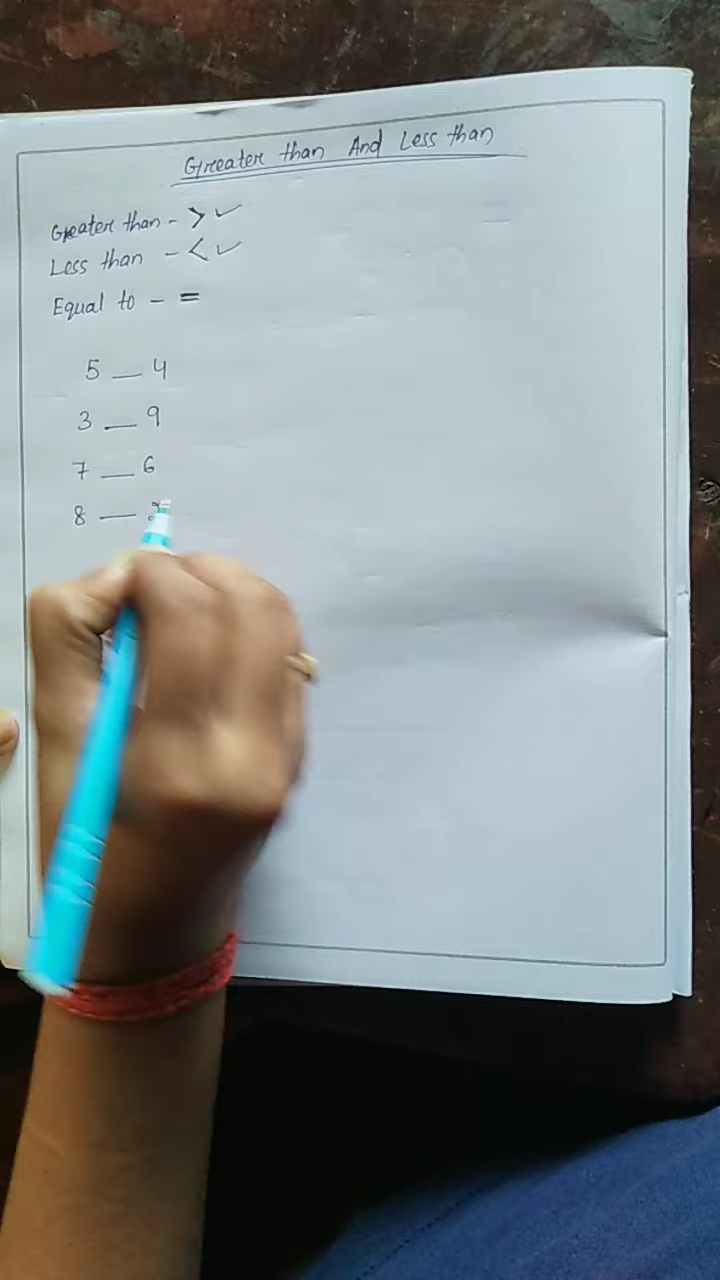 Greater than And Less than
Greater than - > ✓
Less than - < ✓
Equal to - =
5 __ 4
3 __ 9
7 __ 6
8 __